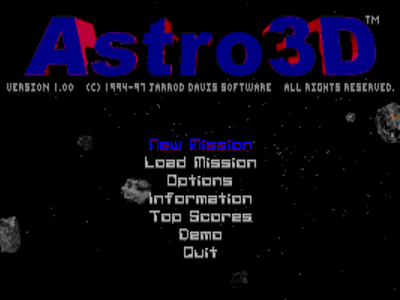 Astro3D™
VERSION 1.00 (C) 1994-97 JARROD DAVIS SOFTWARE ALL RIGHTS RESERVED.
New Mission
Load Mission
Options
Information
Top Scores
Demo
Quit